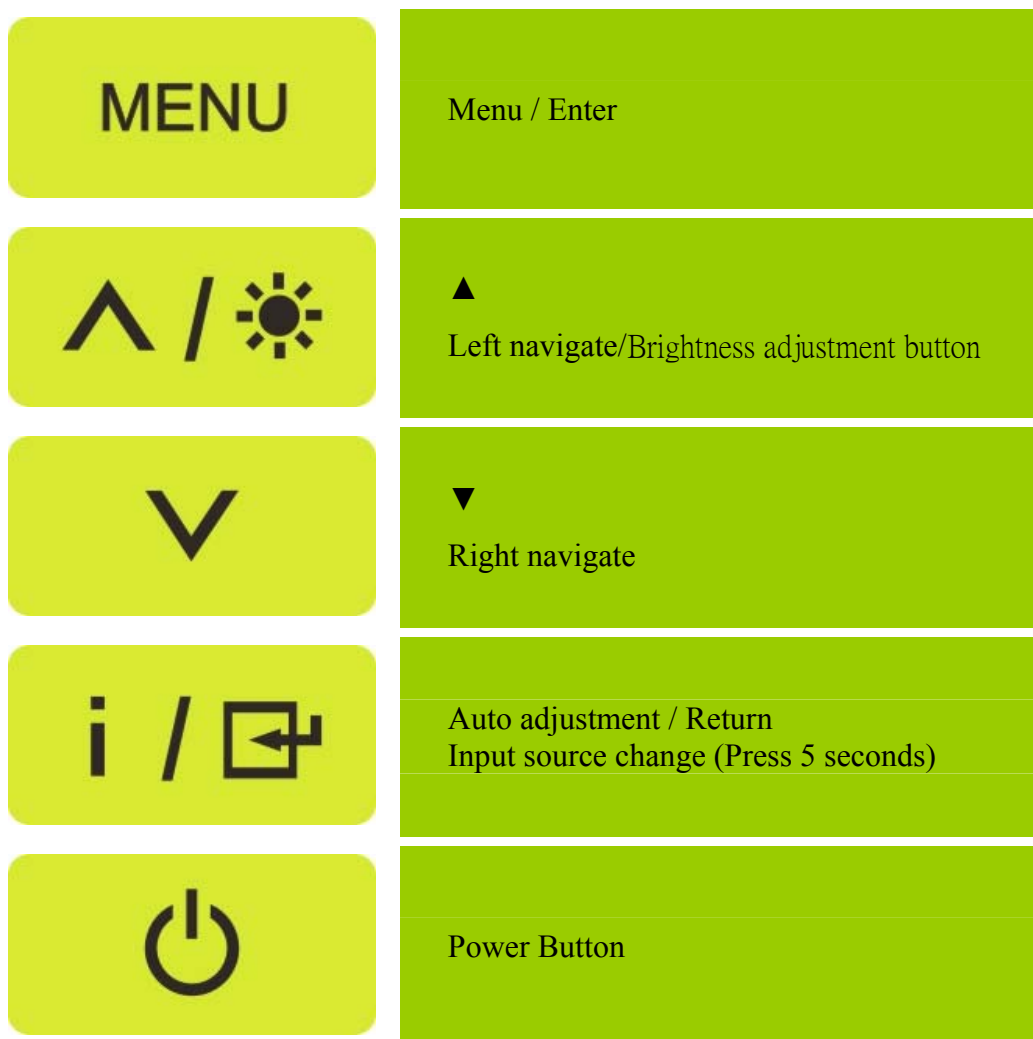 MENU
Menu / Enter
∧ / ☀
▲
Left navigate/Brightness adjustment button
∨
▼
Right navigate
i /
Auto adjustment / Return
Input source change (Press 5 seconds)
Power Button